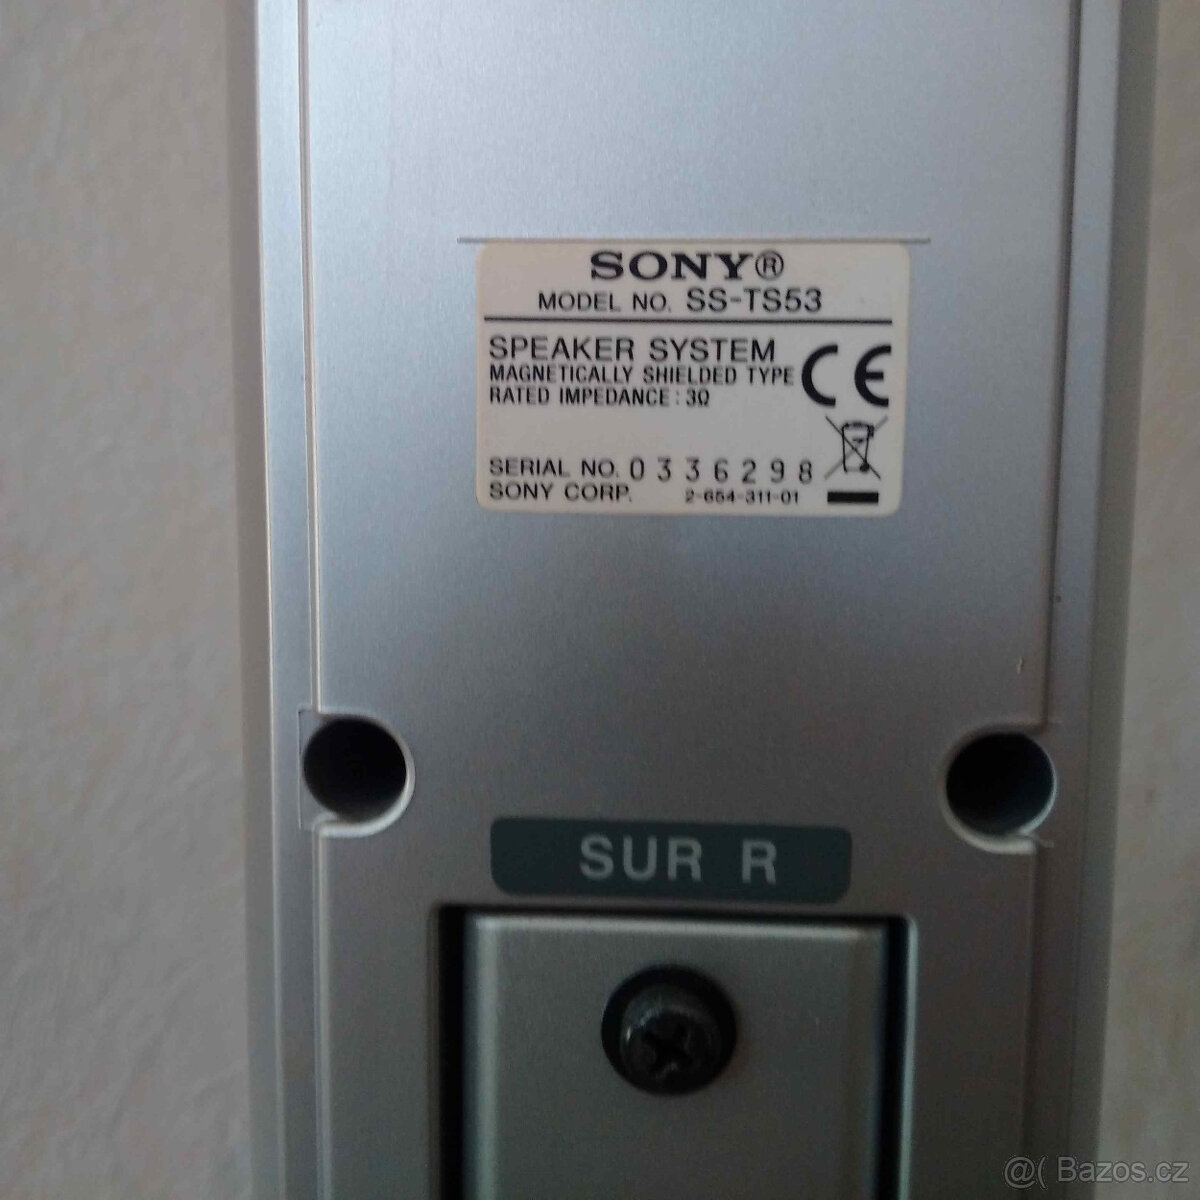 SONY®
MODEL NO. SS-TS53
SPEAKER SYSTEM
MAGNETICALLY SHIELDED TYPE
RATED IMPEDANCE : 3Ω
CE
SERIAL NO. 0336298
SONY CORP. 2-654-311-01
SUR R
@( Bazos.cz